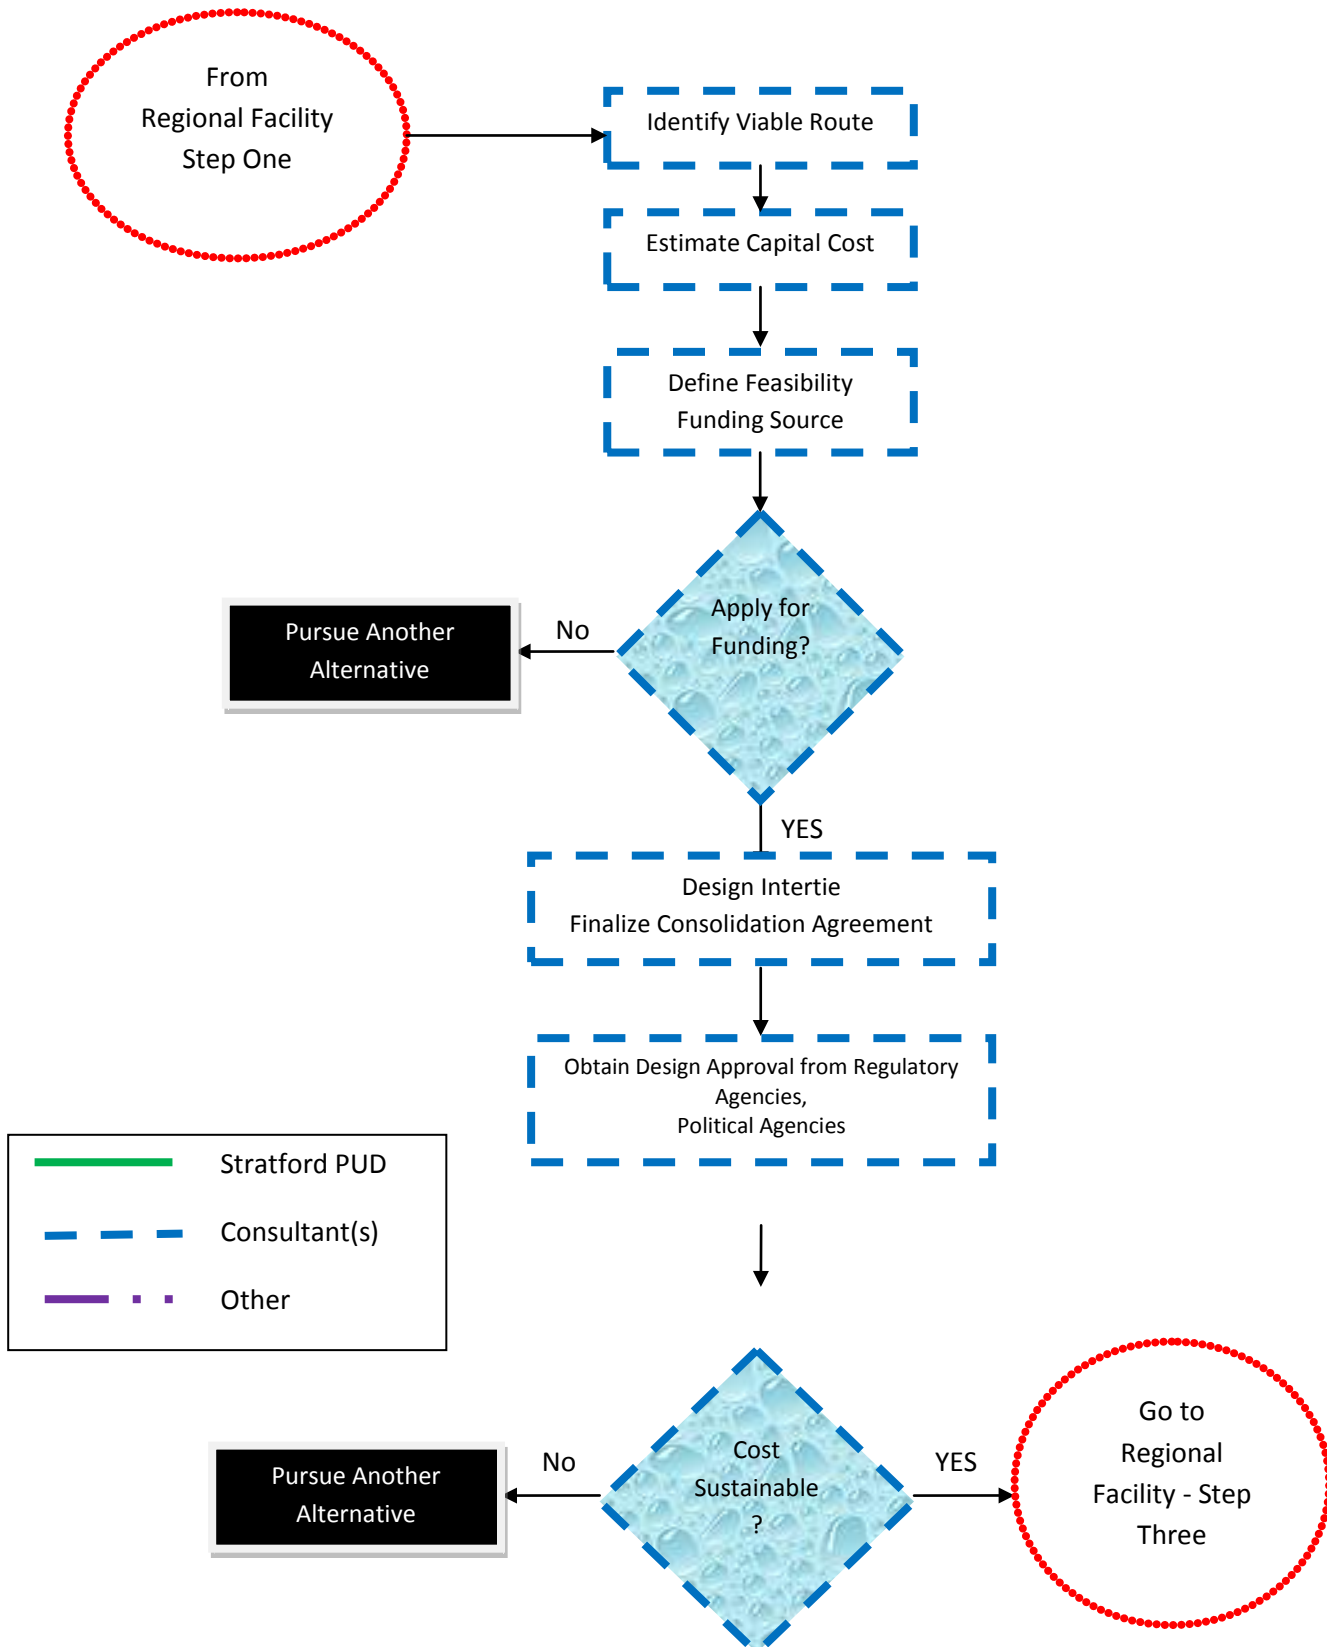 From
Regional Facility
Step One
Identify Viable Route
Estimate Capital Cost
Define Feasibility
Funding Source
Apply for
Funding?
No
Pursue Another
Alternative
YES
Design Intertie
Finalize Consolidation Agreement
Obtain Design Approval from Regulatory
Agencies,
Political Agencies
Stratford PUD
Consultant(s)
Other
Cost
Sustainable
?
No
Pursue Another
Alternative
YES
Go to
Regional
Facility - Step
Three